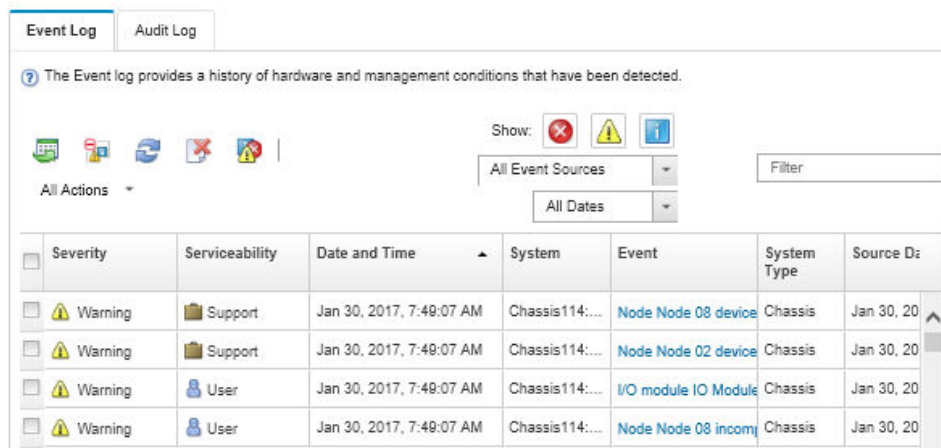 Event Log Audit Log
The Event log provides a history of hardware and management conditions that have been detected.
Show:
All Event Sources
Filter
All Actions
All Dates
Severity Serviceability Date and Time System Event System Type Source Da
Warning Support Jan 30, 2017, 7:49:07 AM Chassis114:... Node Node 08 device Chassis Jan 30, 20
Warning Support Jan 30, 2017, 7:49:07 AM Chassis114:... Node Node 02 device Chassis Jan 30, 20
Warning User Jan 30, 2017, 7:49:07 AM Chassis114:... I/O module IO Module Chassis Jan 30, 20
Warning User Jan 30, 2017, 7:49:07 AM Chassis114:... Node Node 08 incomp Chassis Jan 30, 20